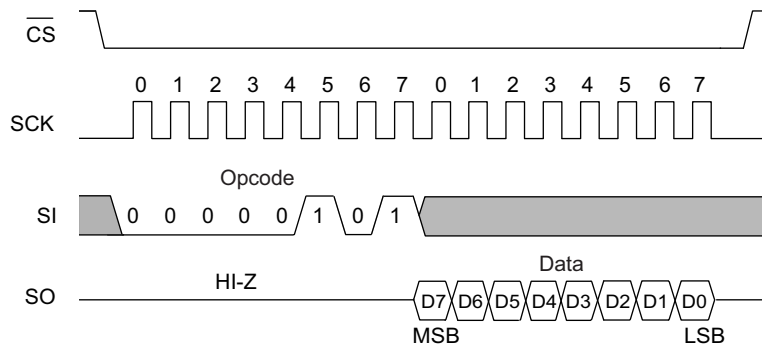 CS
0 1 2 3 4 5 6 7 0 1 2 3 4 5 6 7
SCK
Opcode
SI 0 0 0 0 0 1 0 1
HI-Z Data
SO D7 D6 D5 D4 D3 D2 D1 D0
MSB LSB